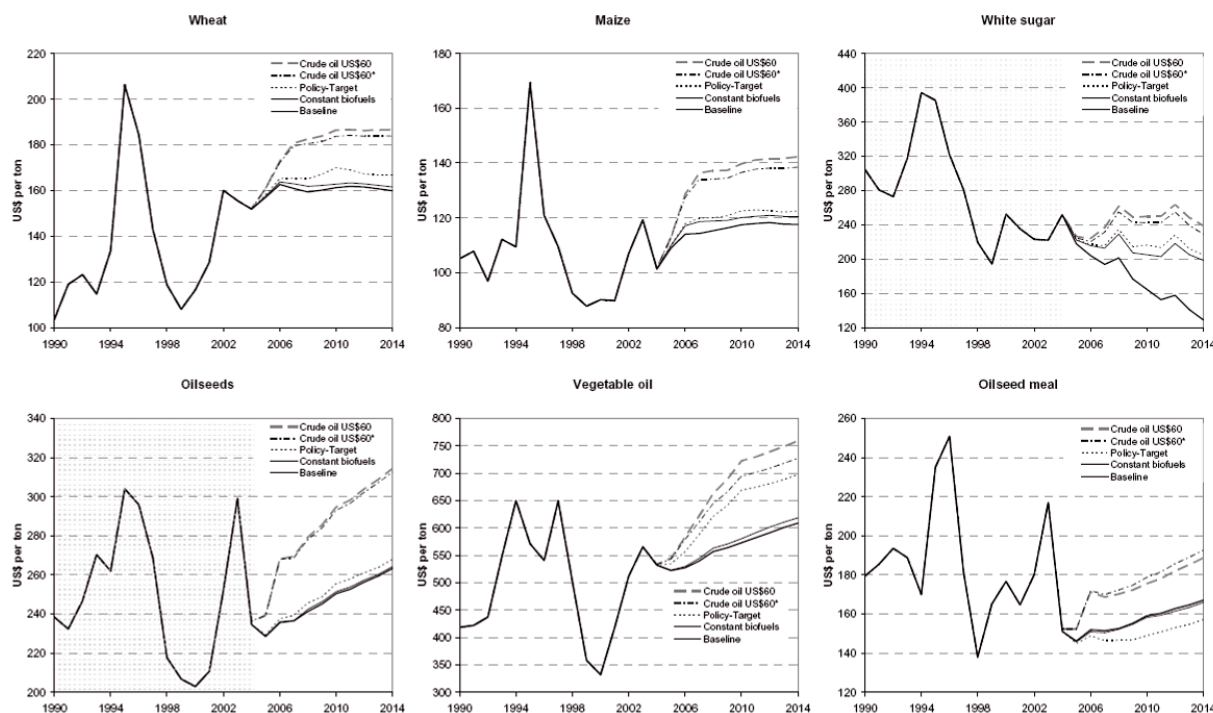 Wheat
220
200
180
160
140
120
100
US$ per ton
Crude oil US$60
Crude oil US$60*
Policy-Target
Constant biofuels
Baseline
1990 1994 1998 2002 2006 2010 2014
Maize
180
160
140
120
100
80
US$ per ton
Crude oil US$60
Crude oil US$60*
Policy-Target
Constant biofuels
Baseline
1990 1994 1998 2002 2006 2010 2014
White sugar
440
400
360
320
280
240
200
160
120
US$ per ton
Crude oil US$60
Crude oil US$60*
Policy-Target
Constant biofuels
Baseline
1990 1994 1998 2002 2006 2010 2014
Oilseeds
340
320
300
280
260
240
220
200
US$ per ton
Crude oil US$60
Crude oil US$60*
Policy-Target
Constant biofuels
Baseline
1990 1994 1998 2002 2006 2010 2014
Vegetable oil
800
750
700
650
600
550
500
450
400
350
300
US$ per ton
Crude oil US$60
Crude oil US$60*
Policy-Target
Constant biofuels
Baseline
1990 1994 1998 2002 2006 2010 2014
Oilseed meal
260
240
220
200
180
160
140
120
US$ per ton
Crude oil US$60
Crude oil US$60*
Policy-Target
Constant biofuels
Baseline
1990 1994 1998 2002 2006 2010 2014